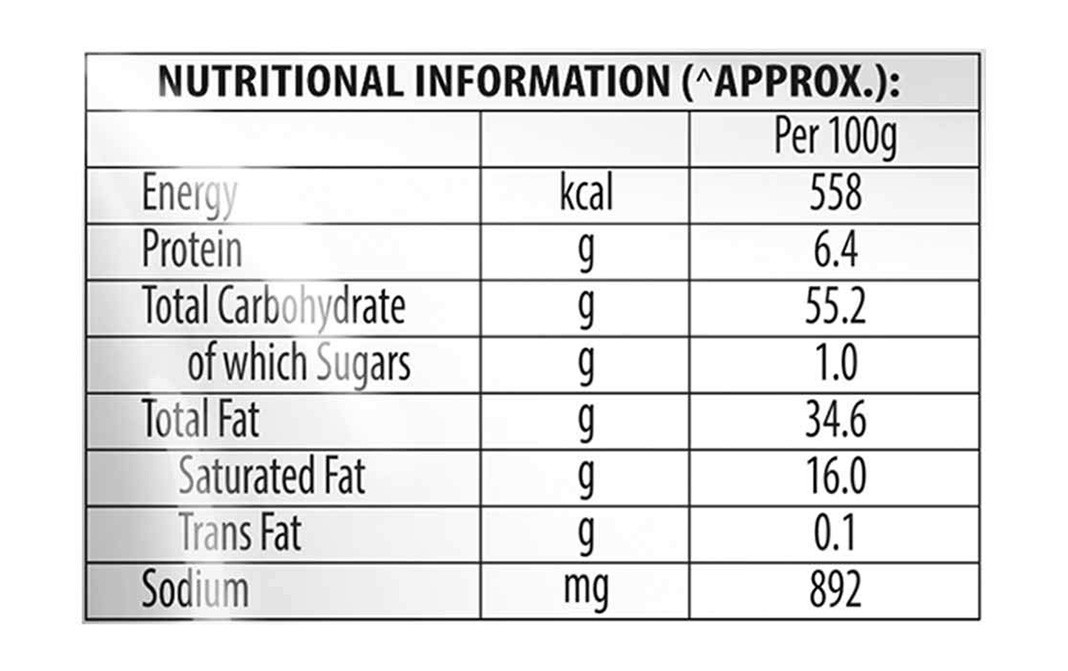 NUTRITIONAL INFORMATION (^APPROX.):
Per 100g
Energy kcal 558
Protein g 6.4
Total Carbohydrate g 55.2
of which Sugars g 1.0
Total Fat g 34.6
Saturated Fat g 16.0
Trans Fat g 0.1
Sodium mg 892